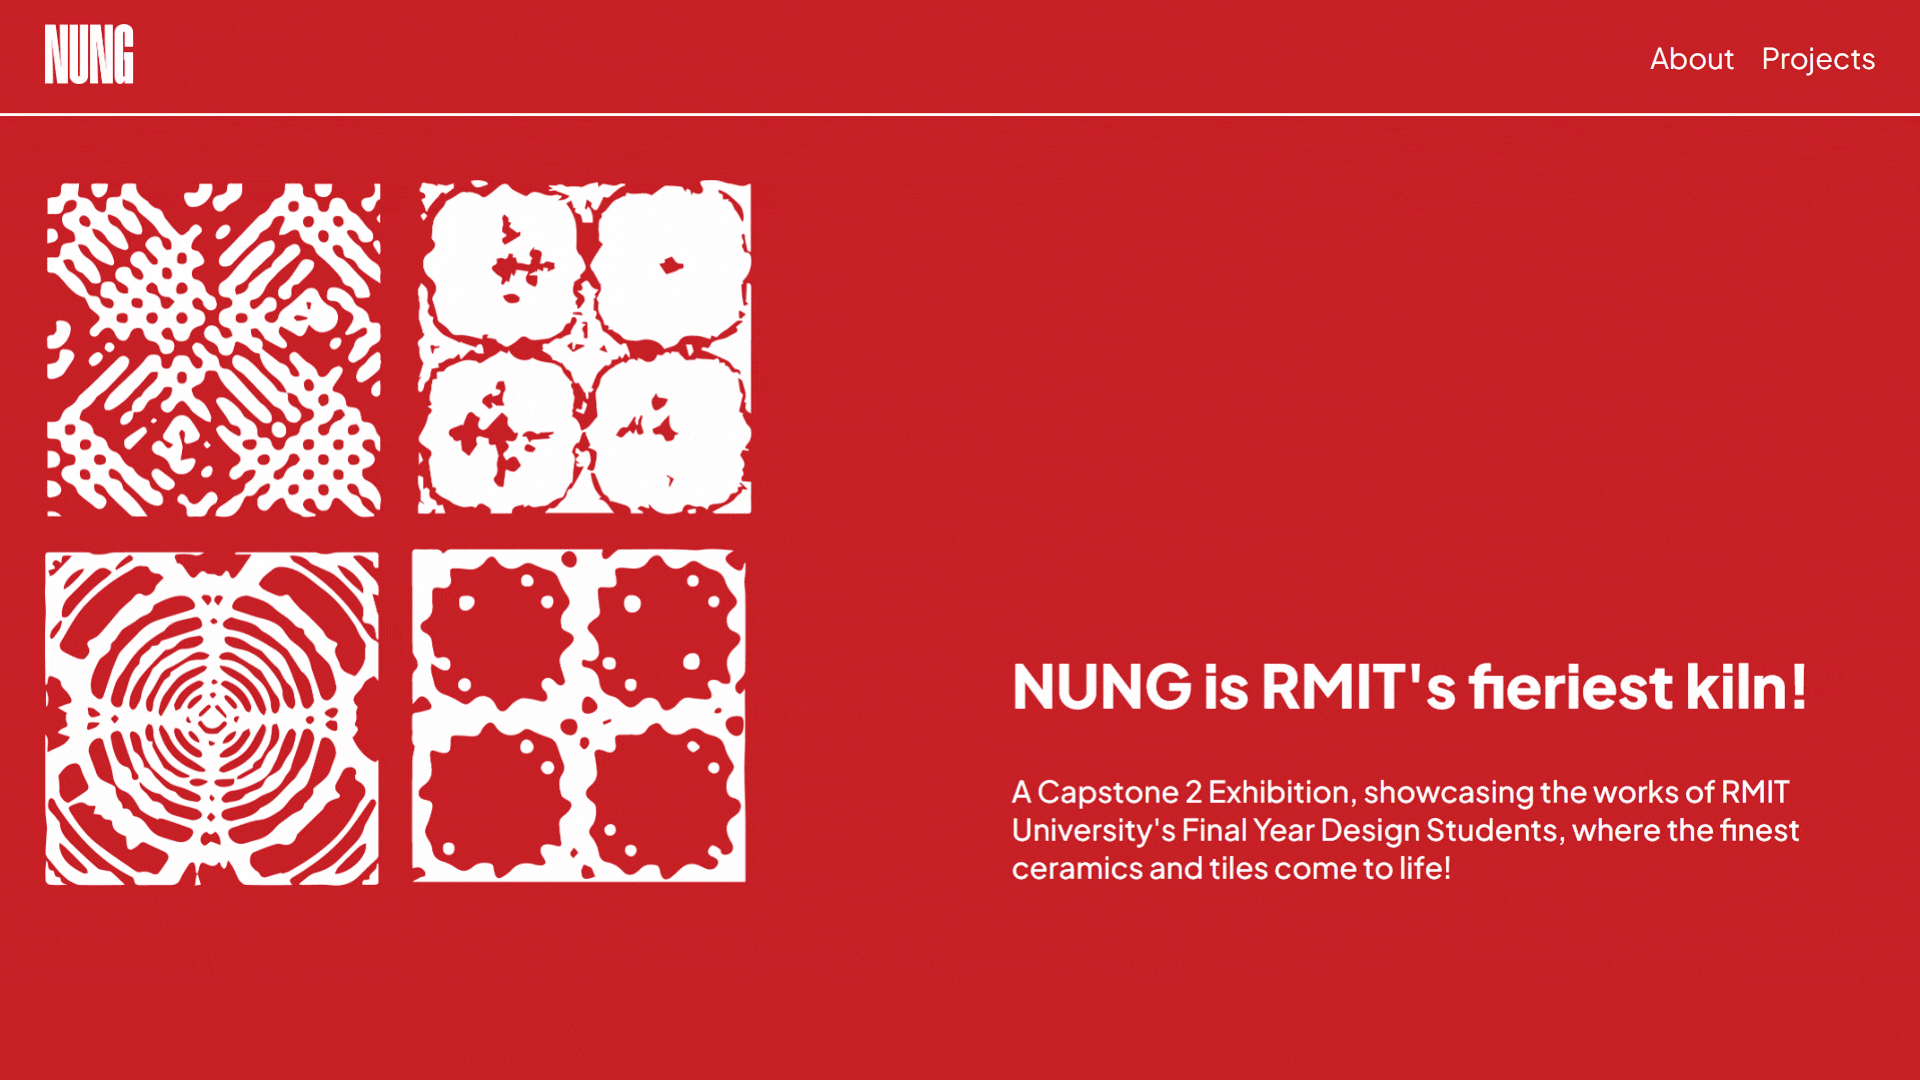 NUNG
About Projects
NUNG is RMIT's fieriest kiln!
A Capstone 2 Exhibition, showcasing the works of RMIT
University's Final Year Design Students, where the finest
ceramics and tiles come to life!